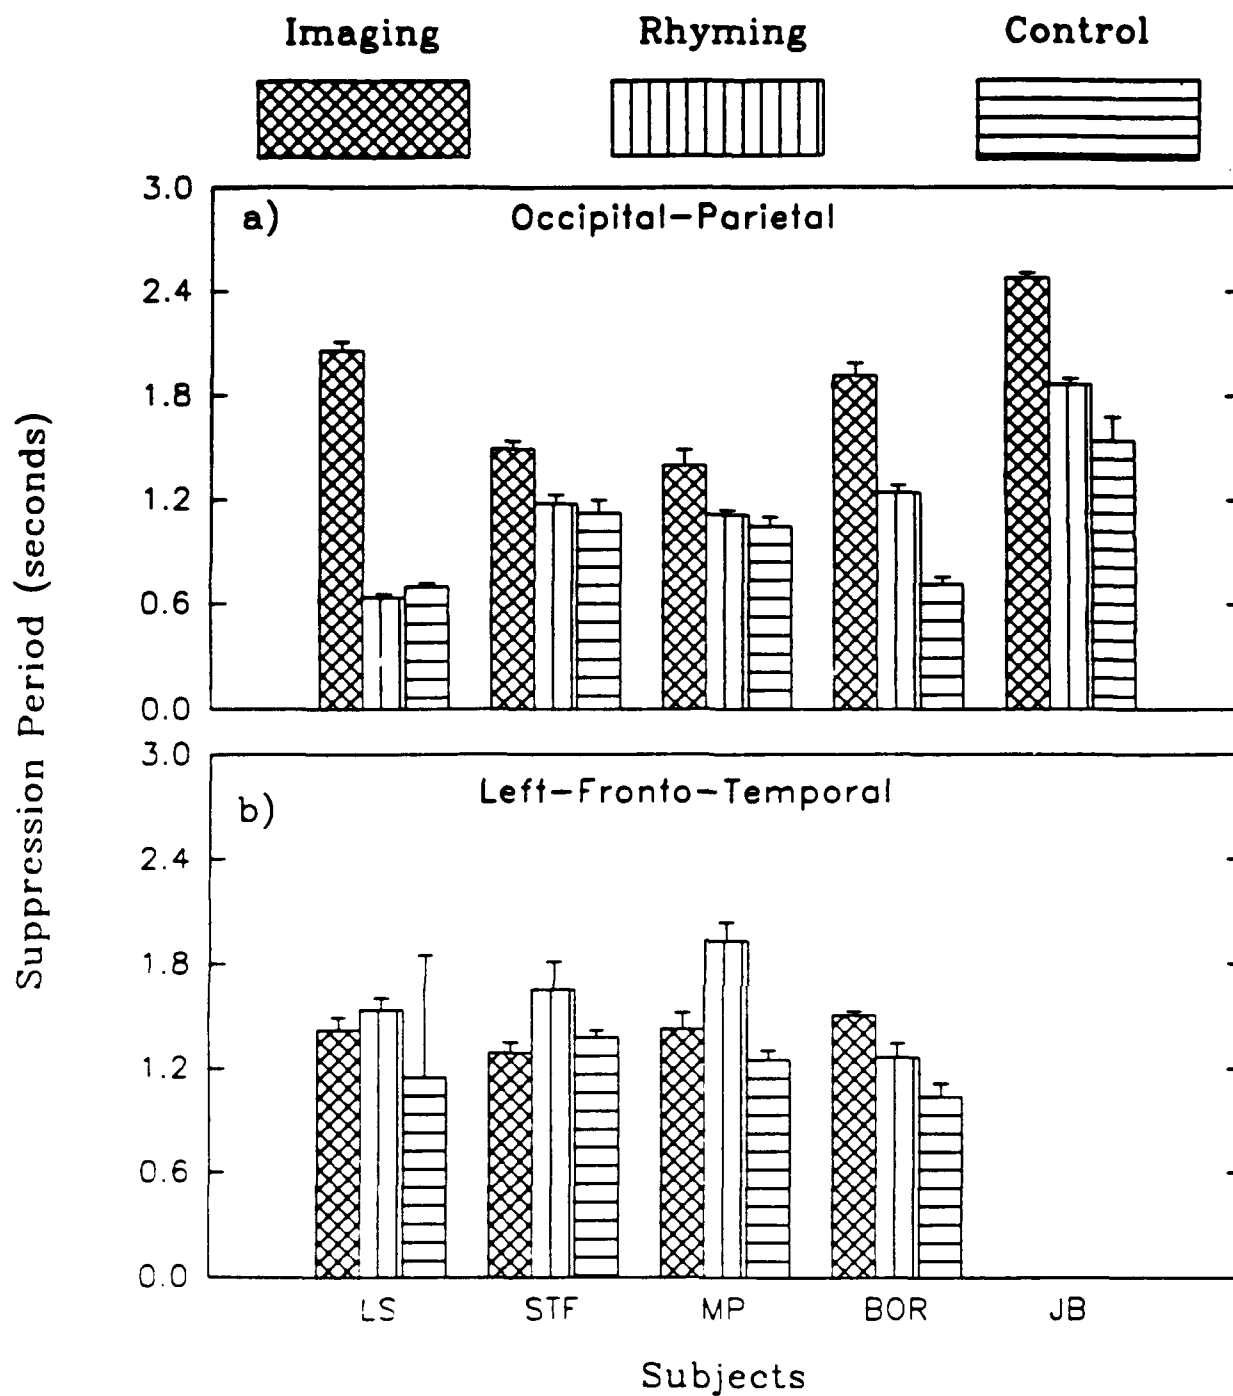 Imaging Rhyming Control
3.0
a) Occipital-Parietal
2.4
1.8
1.2
0.6
0.0
Suppression Period (seconds)
3.0
b) Left-Fronto-Temporal
2.4
1.8
1.2
0.6
0.0
LS STF MP BOR JB
Subjects